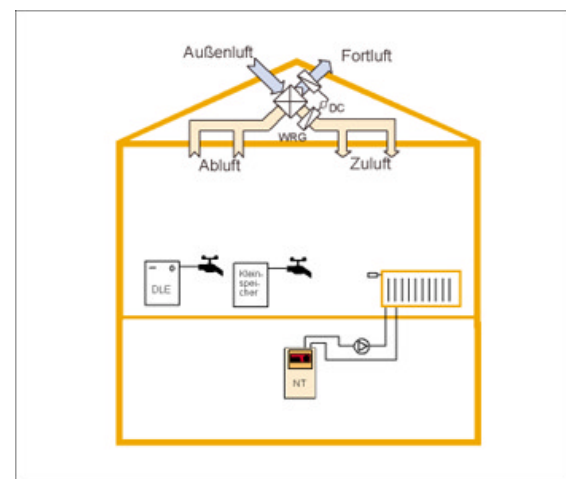 Außenluft
Fortluft
DC
WRG
Abluft
Zuluft
DLE
Klein-
spei-
cher
NT